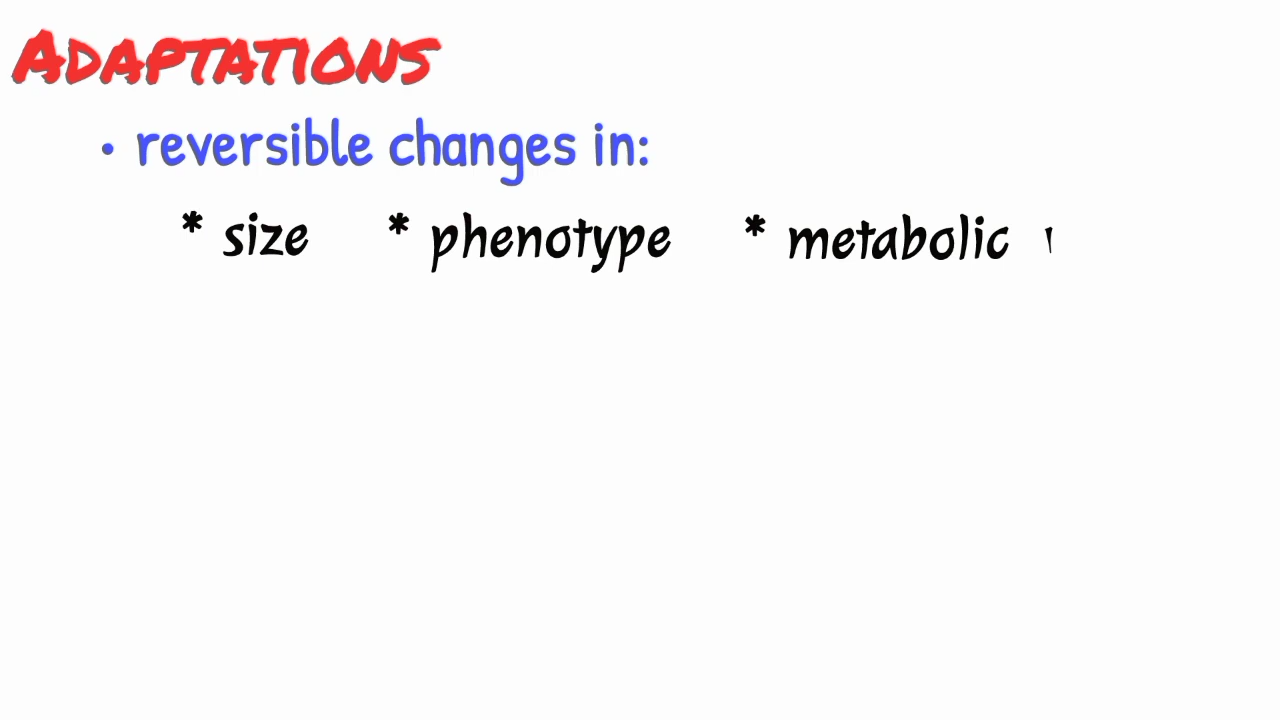 Adaptations
• reversible changes in:
* size * phenotype * metabolic